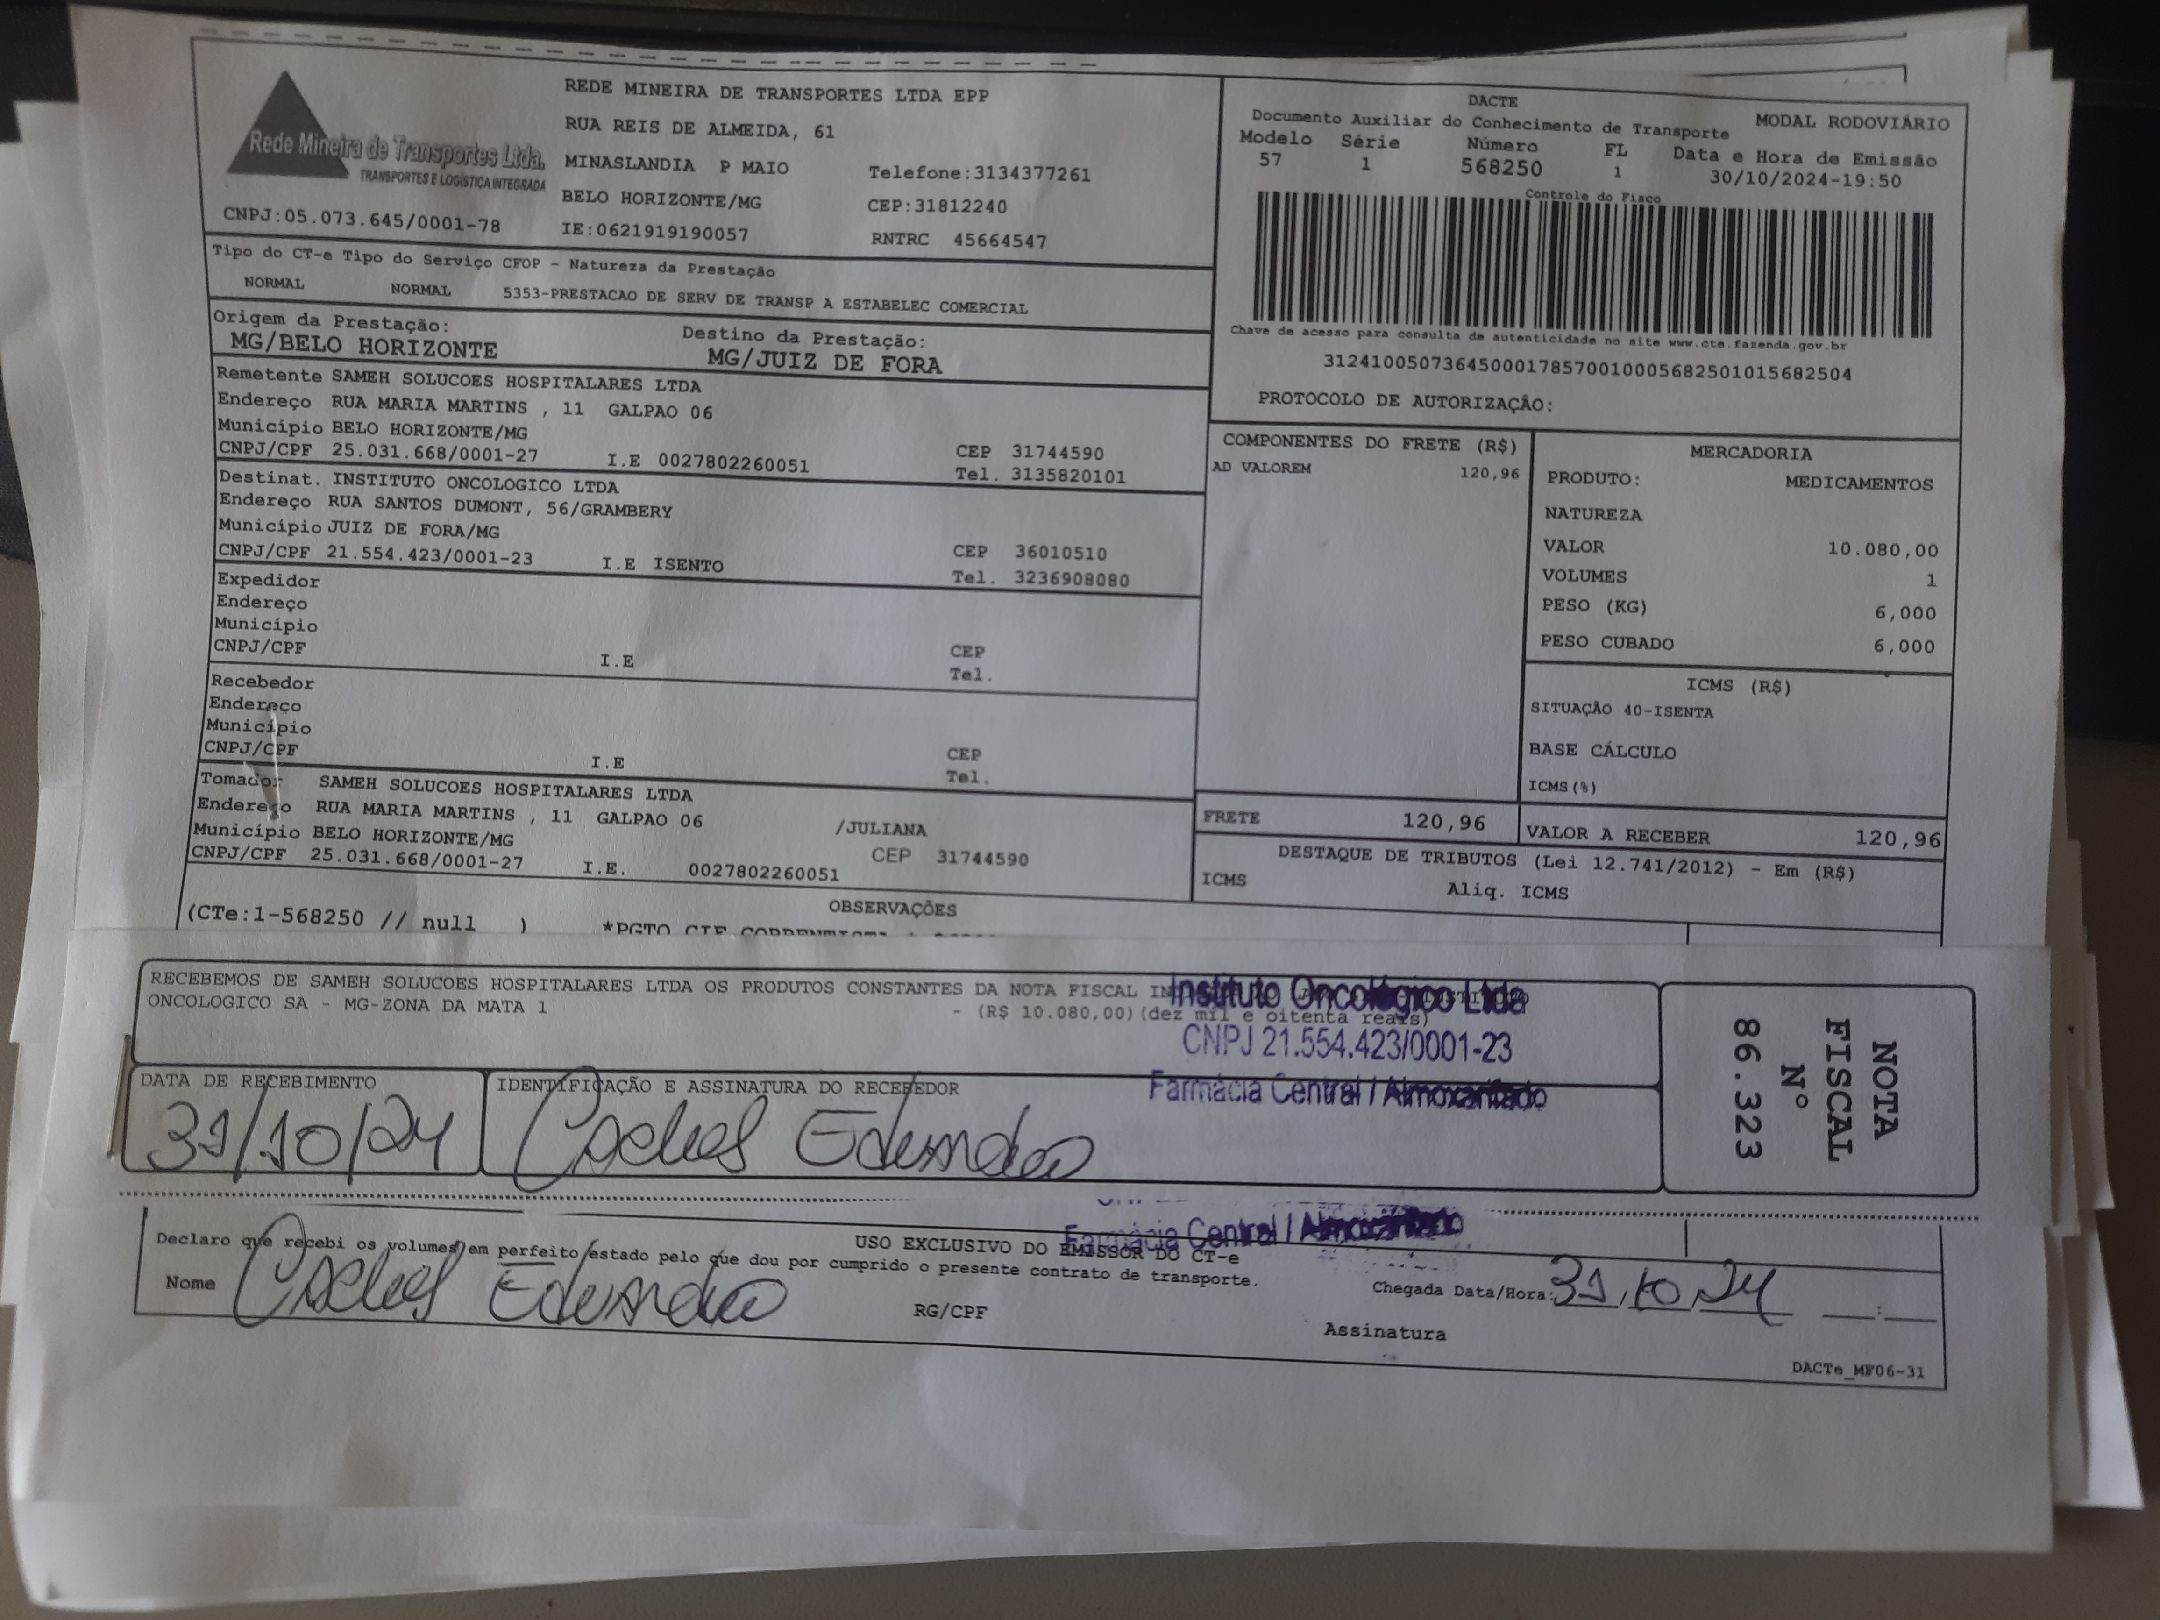 Rede Mineira de Transportes Ltda.
TRANSPORTES E LOGÍSTICA INTEGRADA
CNPJ:05.073.645/0001-78
REDE MINEIRA DE TRANSPORTES LTDA EPP
RUA REIS DE ALMEIDA, 61
MINASLANDIA P MAIO Telefone:3134377261
BELO HORIZONTE/MG CEP:31812240
IE:0621919190057 RNTRC 45664547
DACTE
Documento Auxiliar do Conhecimento de Transporte MODAL RODOVIÁRIO
Modelo Série Número FL Data e Hora de Emissão
57 1 568250 1 30/10/2024-19:50
Controle do Fisco
Chave de acesso para consulta de autenticidade no site www.cte.fazenda.gov.br
31241005073645000178570010005682501015682504
PROTOCOLO DE AUTORIZAÇÃO:
Tipo do CT-e Tipo do Serviço CFOP - Natureza da Prestação
NORMAL NORMAL 5353-PRESTACAO DE SERV DE TRANSP A ESTABELEC COMERCIAL
Origem da Prestação: Destino da Prestação:
MG/BELO HORIZONTE MG/JUIZ DE FORA
Remetente SAMEH SOLUCOES HOSPITALARES LTDA
Endereço RUA MARIA MARTINS , 11 GALPAO 06
Município BELO HORIZONTE/MG CEP 31744590
CNPJ/CPF 25.031.668/0001-27 I.E 0027802260051 Tel. 3135820101
Destinat. INSTITUTO ONCOLOGICO LTDA
Endereço RUA SANTOS DUMONT, 56/GRAMBERY
Município JUIZ DE FORA/MG CEP 36010510
CNPJ/CPF 21.554.423/0001-23 I.E ISENTO Tel. 3236908080
Expedidor
Endereço
Município CEP
CNPJ/CPF I.E Tel.
Recebedor
Endereço
Município CEP
CNPJ/CPF I.E Tel.
Tomador SAMEH SOLUCOES HOSPITALARES LTDA
Endereço RUA MARIA MARTINS , 11 GALPAO 06 /JULIANA
Município BELO HORIZONTE/MG CEP 31744590
CNPJ/CPF 25.031.668/0001-27 I.E. 0027802260051
COMPONENTES DO FRETE (R$)
AD VALOREM 120,96
MERCADORIA
PRODUTO: MEDICAMENTOS
NATUREZA
VALOR 10.080,00
VOLUMES 1
PESO (KG) 6,000
PESO CUBADO 6,000
ICMS (R$)
SITUAÇÃO 40-ISENTA
BASE CÁLCULO
ICMS(%)
FRETE 120,96 VALOR A RECEBER 120,96
DESTAQUE DE TRIBUTOS (Lei 12.741/2012) - Em (R$)
ICMS Aliq. ICMS
OBSERVAÇÕES
(CTe:1-568250 // null ) *PGTO CIF
RECEBEMOS DE SAMEH SOLUCOES HOSPITALARES LTDA OS PRODUTOS CONSTANTES DA NOTA FISCAL
ONCOLOGICO SA - MG-ZONA DA MATA 1 - (R$ 10.080,00)(dez mil e oitenta reais)
Instituto Oncológico Ltda
CNPJ 21.554.423/0001-23
Farmácia Central / Almoxarifado
DATA DE RECEBIMENTO IDENTIFICAÇÃO E ASSINATURA DO RECEBEDOR
31/10/24 Eduardo
NOTA
FISCAL
Nº
86.323
Farmácia Central / Almoxarifado
USO EXCLUSIVO DO EMISSOR DO CT-e
Declaro que recebi os volumes em perfeito estado pelo que dou por cumprido o presente contrato de transporte.
Nome Eduardo RG/CPF Chegada Data/Hora: 31/10/24 :
Assinatura
DACTe_MF06-31